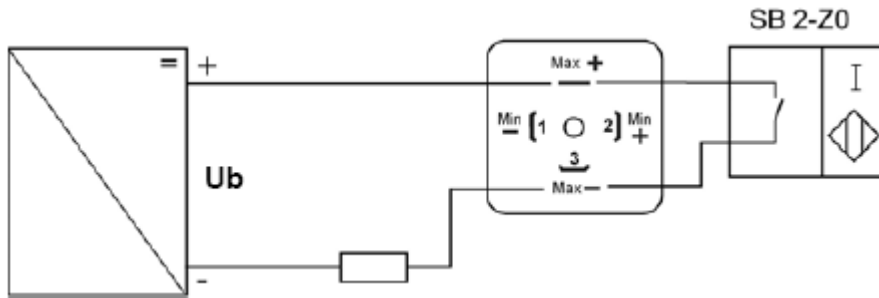 SB 2-Z0
= +
Max +
I
Min
- [ 1
2 ] Min
+
3
Max -
Ub
-